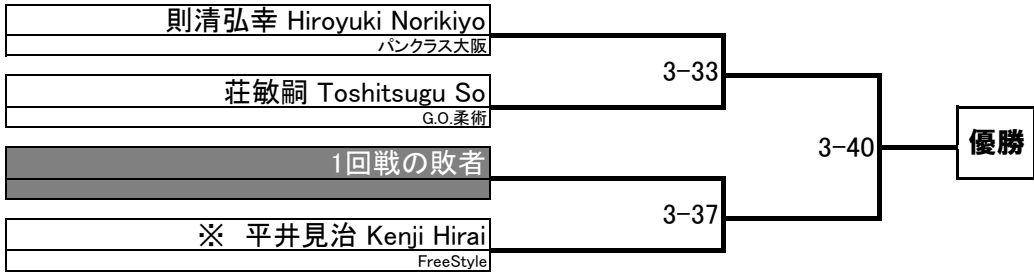 則清弘幸 Hiroyuki Norikiyo
パンクラス大阪
3-33
荘敏嗣 Toshitsugu So
G.O.柔術
3-40
優勝
1回戦の敗者
3-37
※ 平井見治 Kenji Hirai
FreeStyle